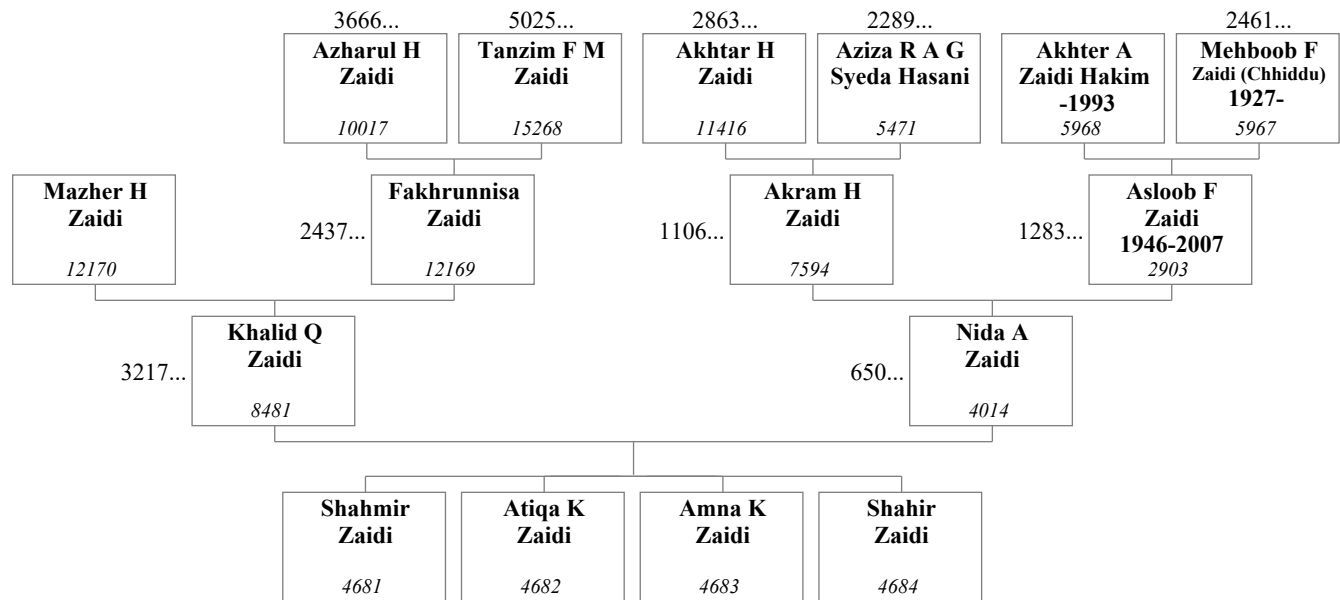 3666...
5025...
2863...
2289...
2461...
Azharul H
Zaidi
10017
Tanzim F M
Zaidi
15268
Akhtar H
Zaidi
11416
Aziza R A G
Syeda Hasani
5471
Akhter A
Zaidi Hakim
-1993
5968
Mehboob F
Zaidi (Chhiddu)
1927-
5967
Mazher H
Zaidi
12170
2437...
Fakhrunnisa
Zaidi
12169
1106...
Akram H
Zaidi
7594
1283...
Asloob F
Zaidi
1946-2007
2903
3217...
Khalid Q
Zaidi
8481
650...
Nida A
Zaidi
4014
Shahmir
Zaidi
4681
Atiqa K
Zaidi
4682
Amna K
Zaidi
4683
Shahir
Zaidi
4684